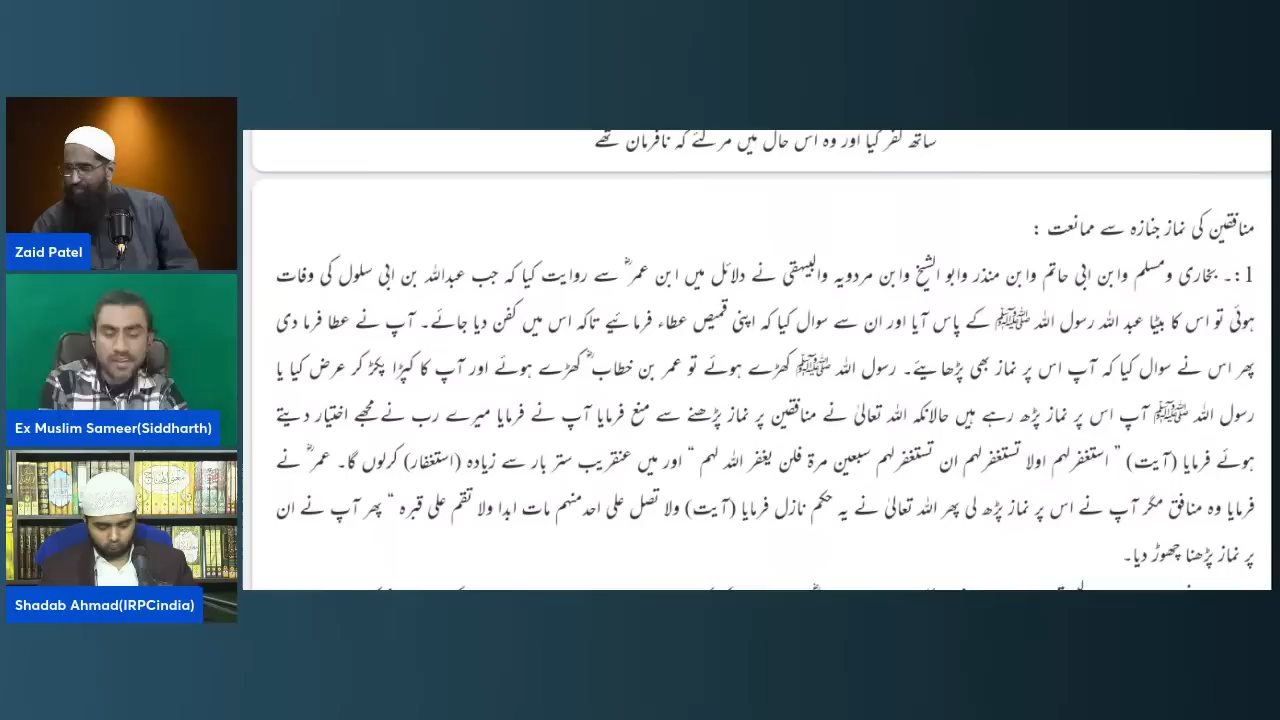 Zaid Patel
Ex Muslim Sameer(Siddharth)
Shadab Ahmad(IRPCindia)
ساتھ کفر کیا اور وہ اس حال میں مرگئے کہ نافرمان تھے
منافقین کی نماز جنازہ سے ممانعت :
1:۔ بخاری ومسلم وابن ابی حاتم وابن منذر وابو الشیخ وابن مردویہ والبیہقی نے دلائل میں ابن عمر ؓ سے روایت کیا کہ جب عبداللہ بن ابی سلول کی وفات
ہوئی تو اس کا بیٹا عبد اللہ رسول اللہ ﷺ کے پاس آیا اور ان سے سوال کیا کہ اپنی قمیص عطاء فرمائیے تاکہ اس میں کفن دیا جائے۔ آپ نے عطا فرما دی
پھر اس نے سوال کیا کہ آپ اس پر نماز بھی پڑھایئے۔ رسول اللہ ﷺ کھڑے ہوئے تو عمر بن خطاب ؓ کھڑے ہوئے اور آپ کا کپڑا پکڑ کر عرض کیا یا
رسول اللہ ﷺ آپ اس پر نماز پڑھ رہے ہیں حالانکہ اللہ تعالیٰ نے منافقین پر نماز پڑھنے سے منع فرمایا آپ نے فرمایا میرے رب نے مجھے اختیار دیتے
ہوئے فرمایا (آیت) ” استغفرلہم اولا تستغفرلہم ان تستغفرلہم سبعین مرۃ فلن یغفر اللہ لہم “ اور میں عنقریب ستر بار سے زیادہ (استغفار) کرلوں گا۔ عمر ؓ نے
فرمایا وہ منافق مگر آپ نے اس پر نماز پڑھ لی پھر اللہ تعالیٰ نے یہ حکم نازل فرمایا (آیت) ولا تصل علی احد منہم مات ابدا ولا تقم علی قبرہ “ پھر آپ نے ان
پر نماز پڑھنا چھوڑ دیا۔